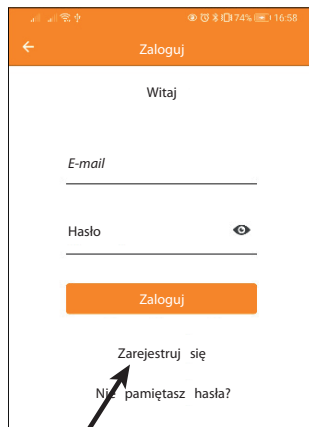 74% 16:58
Zaloguj
Witaj
E-mail
Hasło
Zaloguj
Zarejestruj się
Nie pamiętasz hasła?